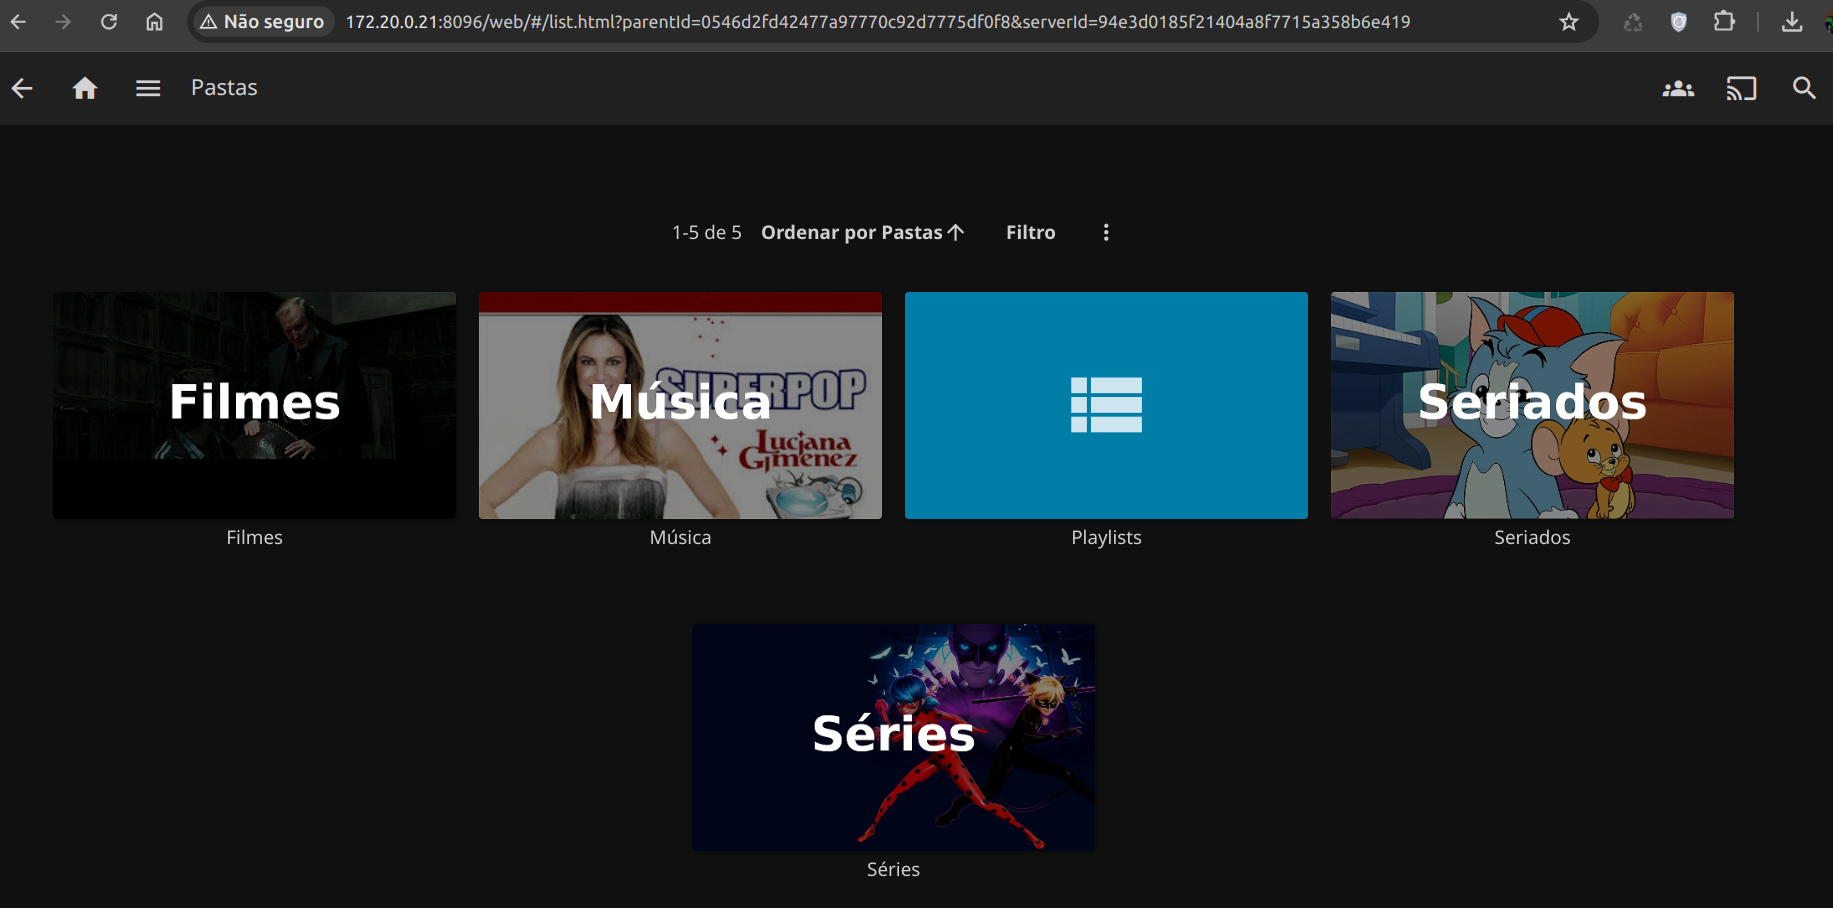 Não seguro 172.20.0.21:8096/web/#/list.html?parentId=0546d2fd42477a97770c92d7775df0f8&serverId=94e3d0185f21404a8f7715a358b6e419
Pastas
1-5 de 5 Ordenar por Pastas Filtro
Filmes
SUPERPOP
Música
Luciana
Gimenez
Seriados
Filmes
Música
Playlists
Seriados
Séries
Séries